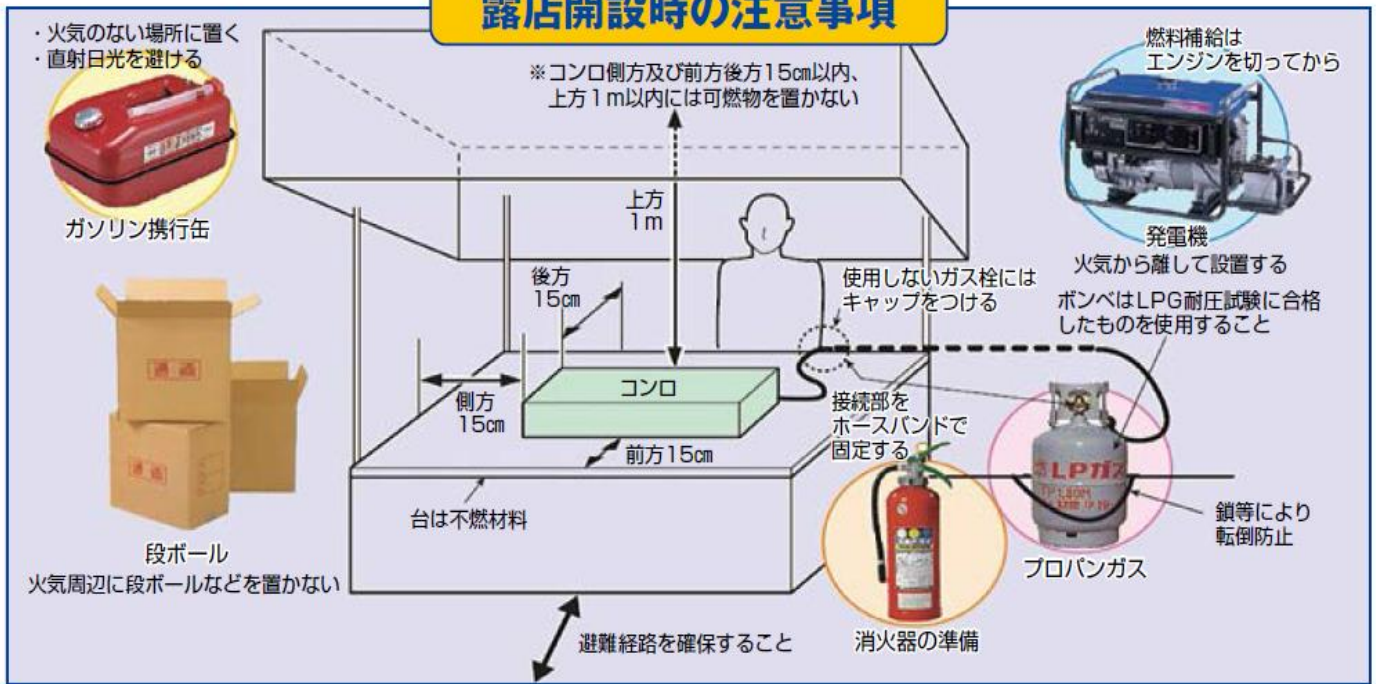 露店開設時の注意事項
・火気のない場所に置く
・直射日光を避ける
ガソリン携行缶
※コンロ側方及び前方後方15㎝以内、
上方1m以内には可燃物を置かない
燃料補給は
エンジンを切ってから
発電機
火気から離して設置する
上方
1m
後方
15㎝
側方
15㎝
前方15㎝
コンロ
使用しないガス栓には
キャップをつける
ボンベはLPG耐圧試験に合格
したものを使用すること
接続部を
ホースバンドで
固定する
LPガス
プロパンガス
鎖等により
転倒防止
台は不燃材料
段ボール
火気周辺に段ボールなどを置かない
避難経路を確保すること
消火器の準備